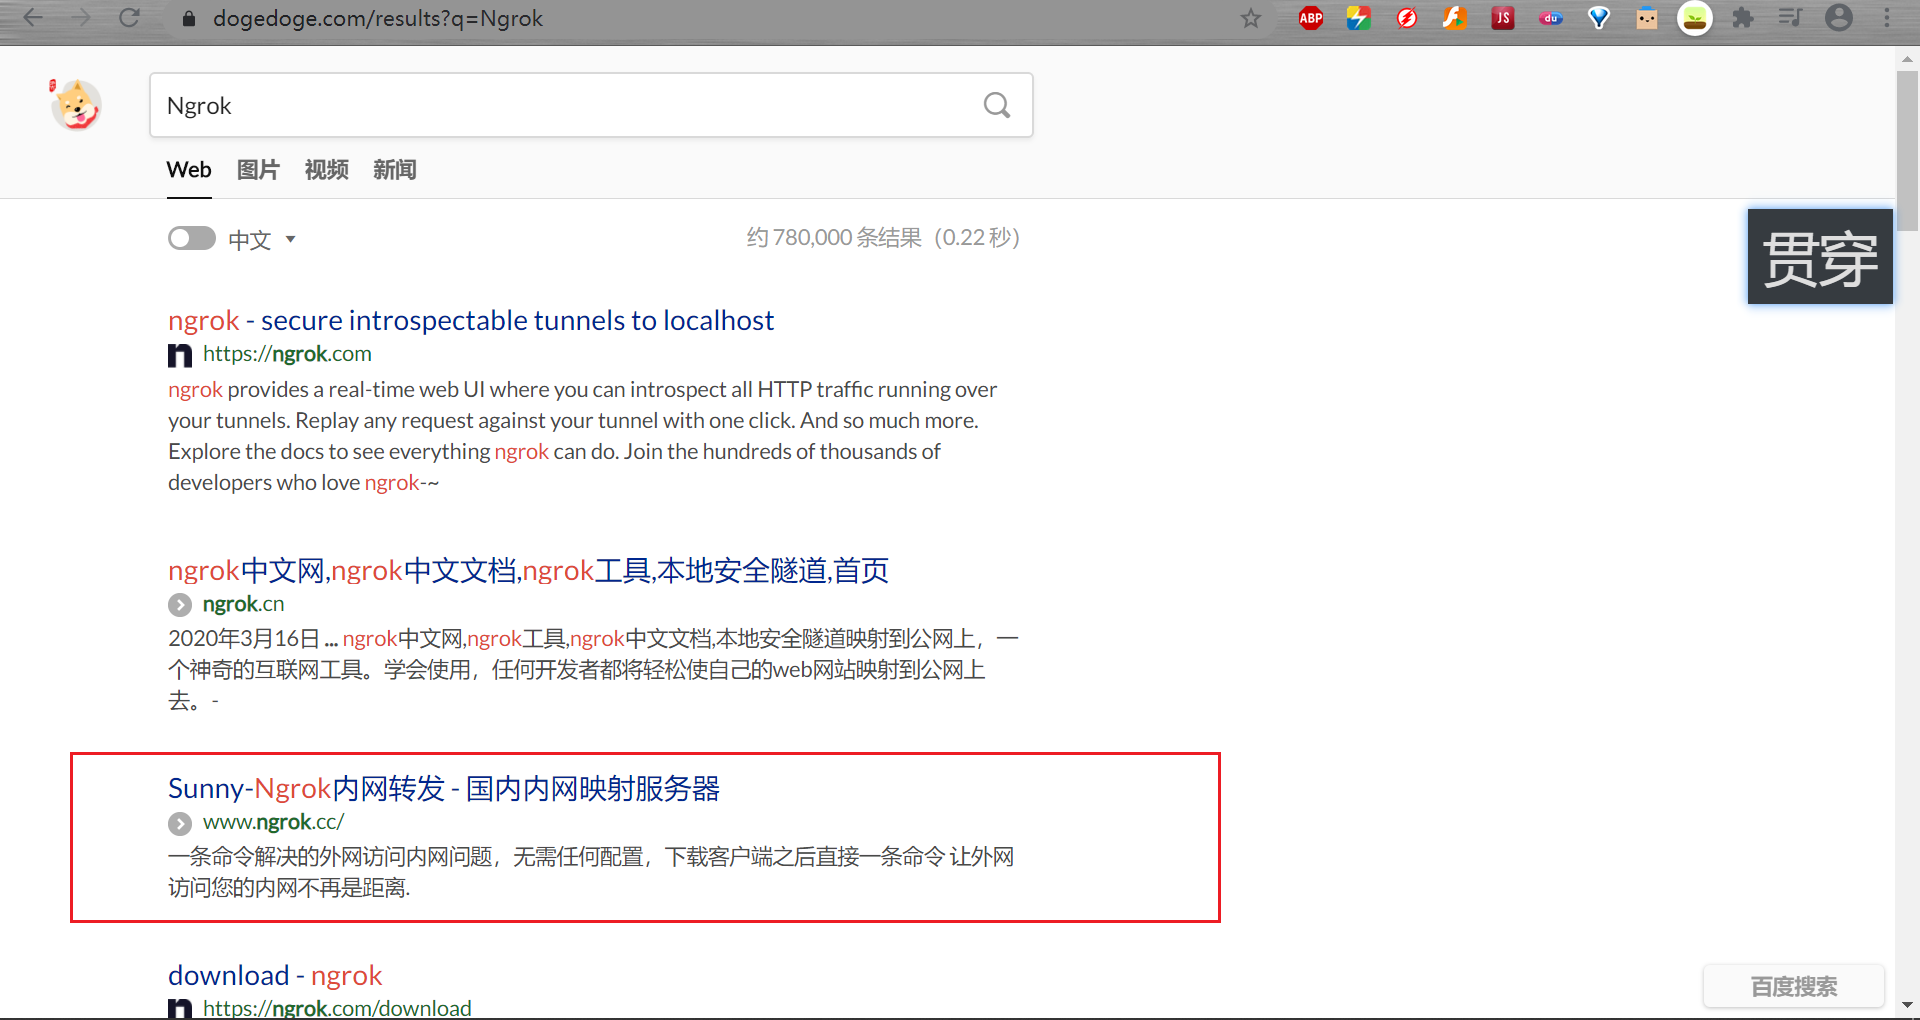 dogedoge.com/results?q=Ngrok
ABP
JS
du
Ngrok
Web 图片 视频 新闻
中文
约 780,000 条结果（0.22 秒）
贯穿
ngrok - secure introspectable tunnels to localhost
n https://ngrok.com
ngrok provides a real-time web UI where you can introspect all HTTP traffic running over
your tunnels. Replay any request against your tunnel with one click. And so much more.
Explore the docs to see everything ngrok can do. Join the hundreds of thousands of
developers who love ngrok-~
ngrok中文网,ngrok中文文档,ngrok工具,本地安全隧道,首页
ngrok.cn
2020年3月16日 ... ngrok中文网,ngrok工具,ngrok中文文档,本地安全隧道映射到公网上，一
个神奇的互联网工具。学会使用，任何开发者都将轻松使自己的web网站映射到公网上
去。-
Sunny-Ngrok内网转发 - 国内内网映射服务器
www.ngrok.cc/
一条命令解决的外网访问内网问题，无需任何配置，下载客户端之后直接一条命令 让外网
访问您的内网不再是距离.
download - ngrok
n https://ngrok.com/download
百度搜索